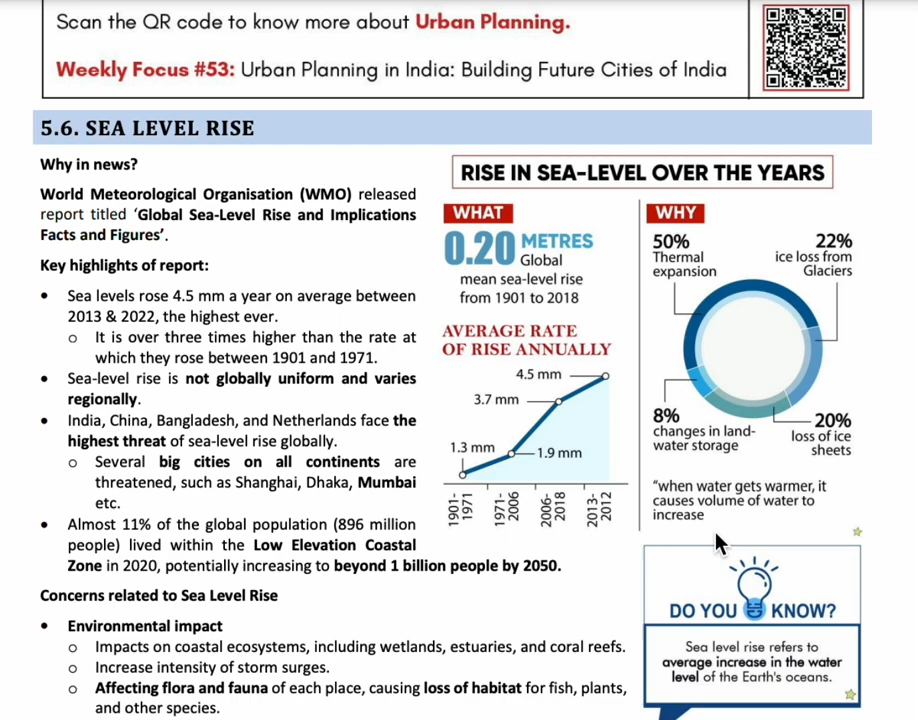 Scan the QR code to know more about Urban Planning.
Weekly Focus #53: Urban Planning in India: Building Future Cities of India
5.6. SEA LEVEL RISE
Why in news?
World Meteorological Organisation (WMO) released
report titled ‘Global Sea-Level Rise and Implications
Facts and Figures’.
Key highlights of report:
• Sea levels rose 4.5 mm a year on average between
2013 & 2022, the highest ever.
o It is over three times higher than the rate at
which they rose between 1901 and 1971.
• Sea-level rise is not globally uniform and varies
regionally.
• India, China, Bangladesh, and Netherlands face the
highest threat of sea-level rise globally.
o Several big cities on all continents are
threatened, such as Shanghai, Dhaka, Mumbai
etc.
• Almost 11% of the global population (896 million
people) lived within the Low Elevation Coastal
Zone in 2020, potentially increasing to beyond 1 billion people by 2050.
RISE IN SEA-LEVEL OVER THE YEARS
WHAT
0.20 METRES
Global
mean sea-level rise
from 1901 to 2018
AVERAGE RATE
OF RISE ANNUALLY
4.5 mm
3.7 mm
1.3 mm
1.9 mm
1901-
1971
1971-
2006
2006-
2018
2013-
2012
WHY
50%
Thermal
expansion
22%
ice loss from
Glaciers
8%
changes in land-
water storage
20%
loss of ice
sheets
"when water gets warmer, it
causes volume of water to
increase
Concerns related to Sea Level Rise
• Environmental impact
o Impacts on coastal ecosystems, including wetlands, estuaries, and coral reefs.
o Increase intensity of storm surges.
o Affecting flora and fauna of each place, causing loss of habitat for fish, plants,
and other species.
DO YOU KNOW?
Sea level rise refers to
average increase in the water
level of the Earth's oceans.